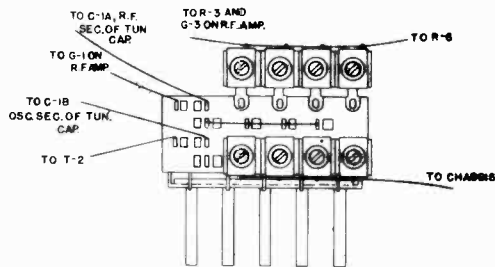 TO C-1A, R.F.
SEC. OF TUN
CAP.
TO R-3 AND
G-3 ON R.F. AMP.
TO R-6
TO G-1 ON
R.F AMP
TO C-1B
OSC. SEC. OF TUN.
CAP.
TO T-2
TO CHASSIS